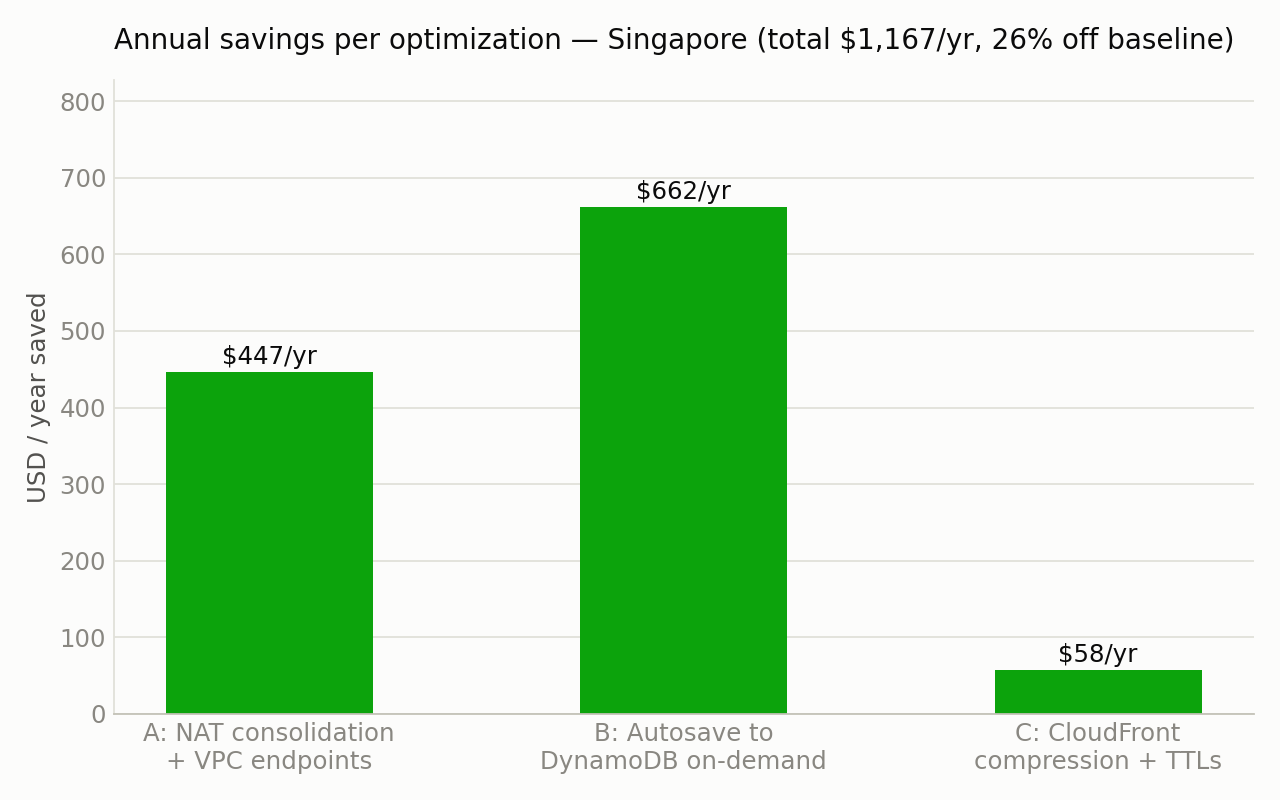 Annual savings per optimization — Singapore (total $1,167/yr, 26% off baseline)
USD / year saved
800
700
600
500
400
300
200
100
0
$447/yr
$662/yr
$58/yr
A: NAT consolidation
+ VPC endpoints
B: Autosave to
DynamoDB on-demand
C: CloudFront
compression + TTLs